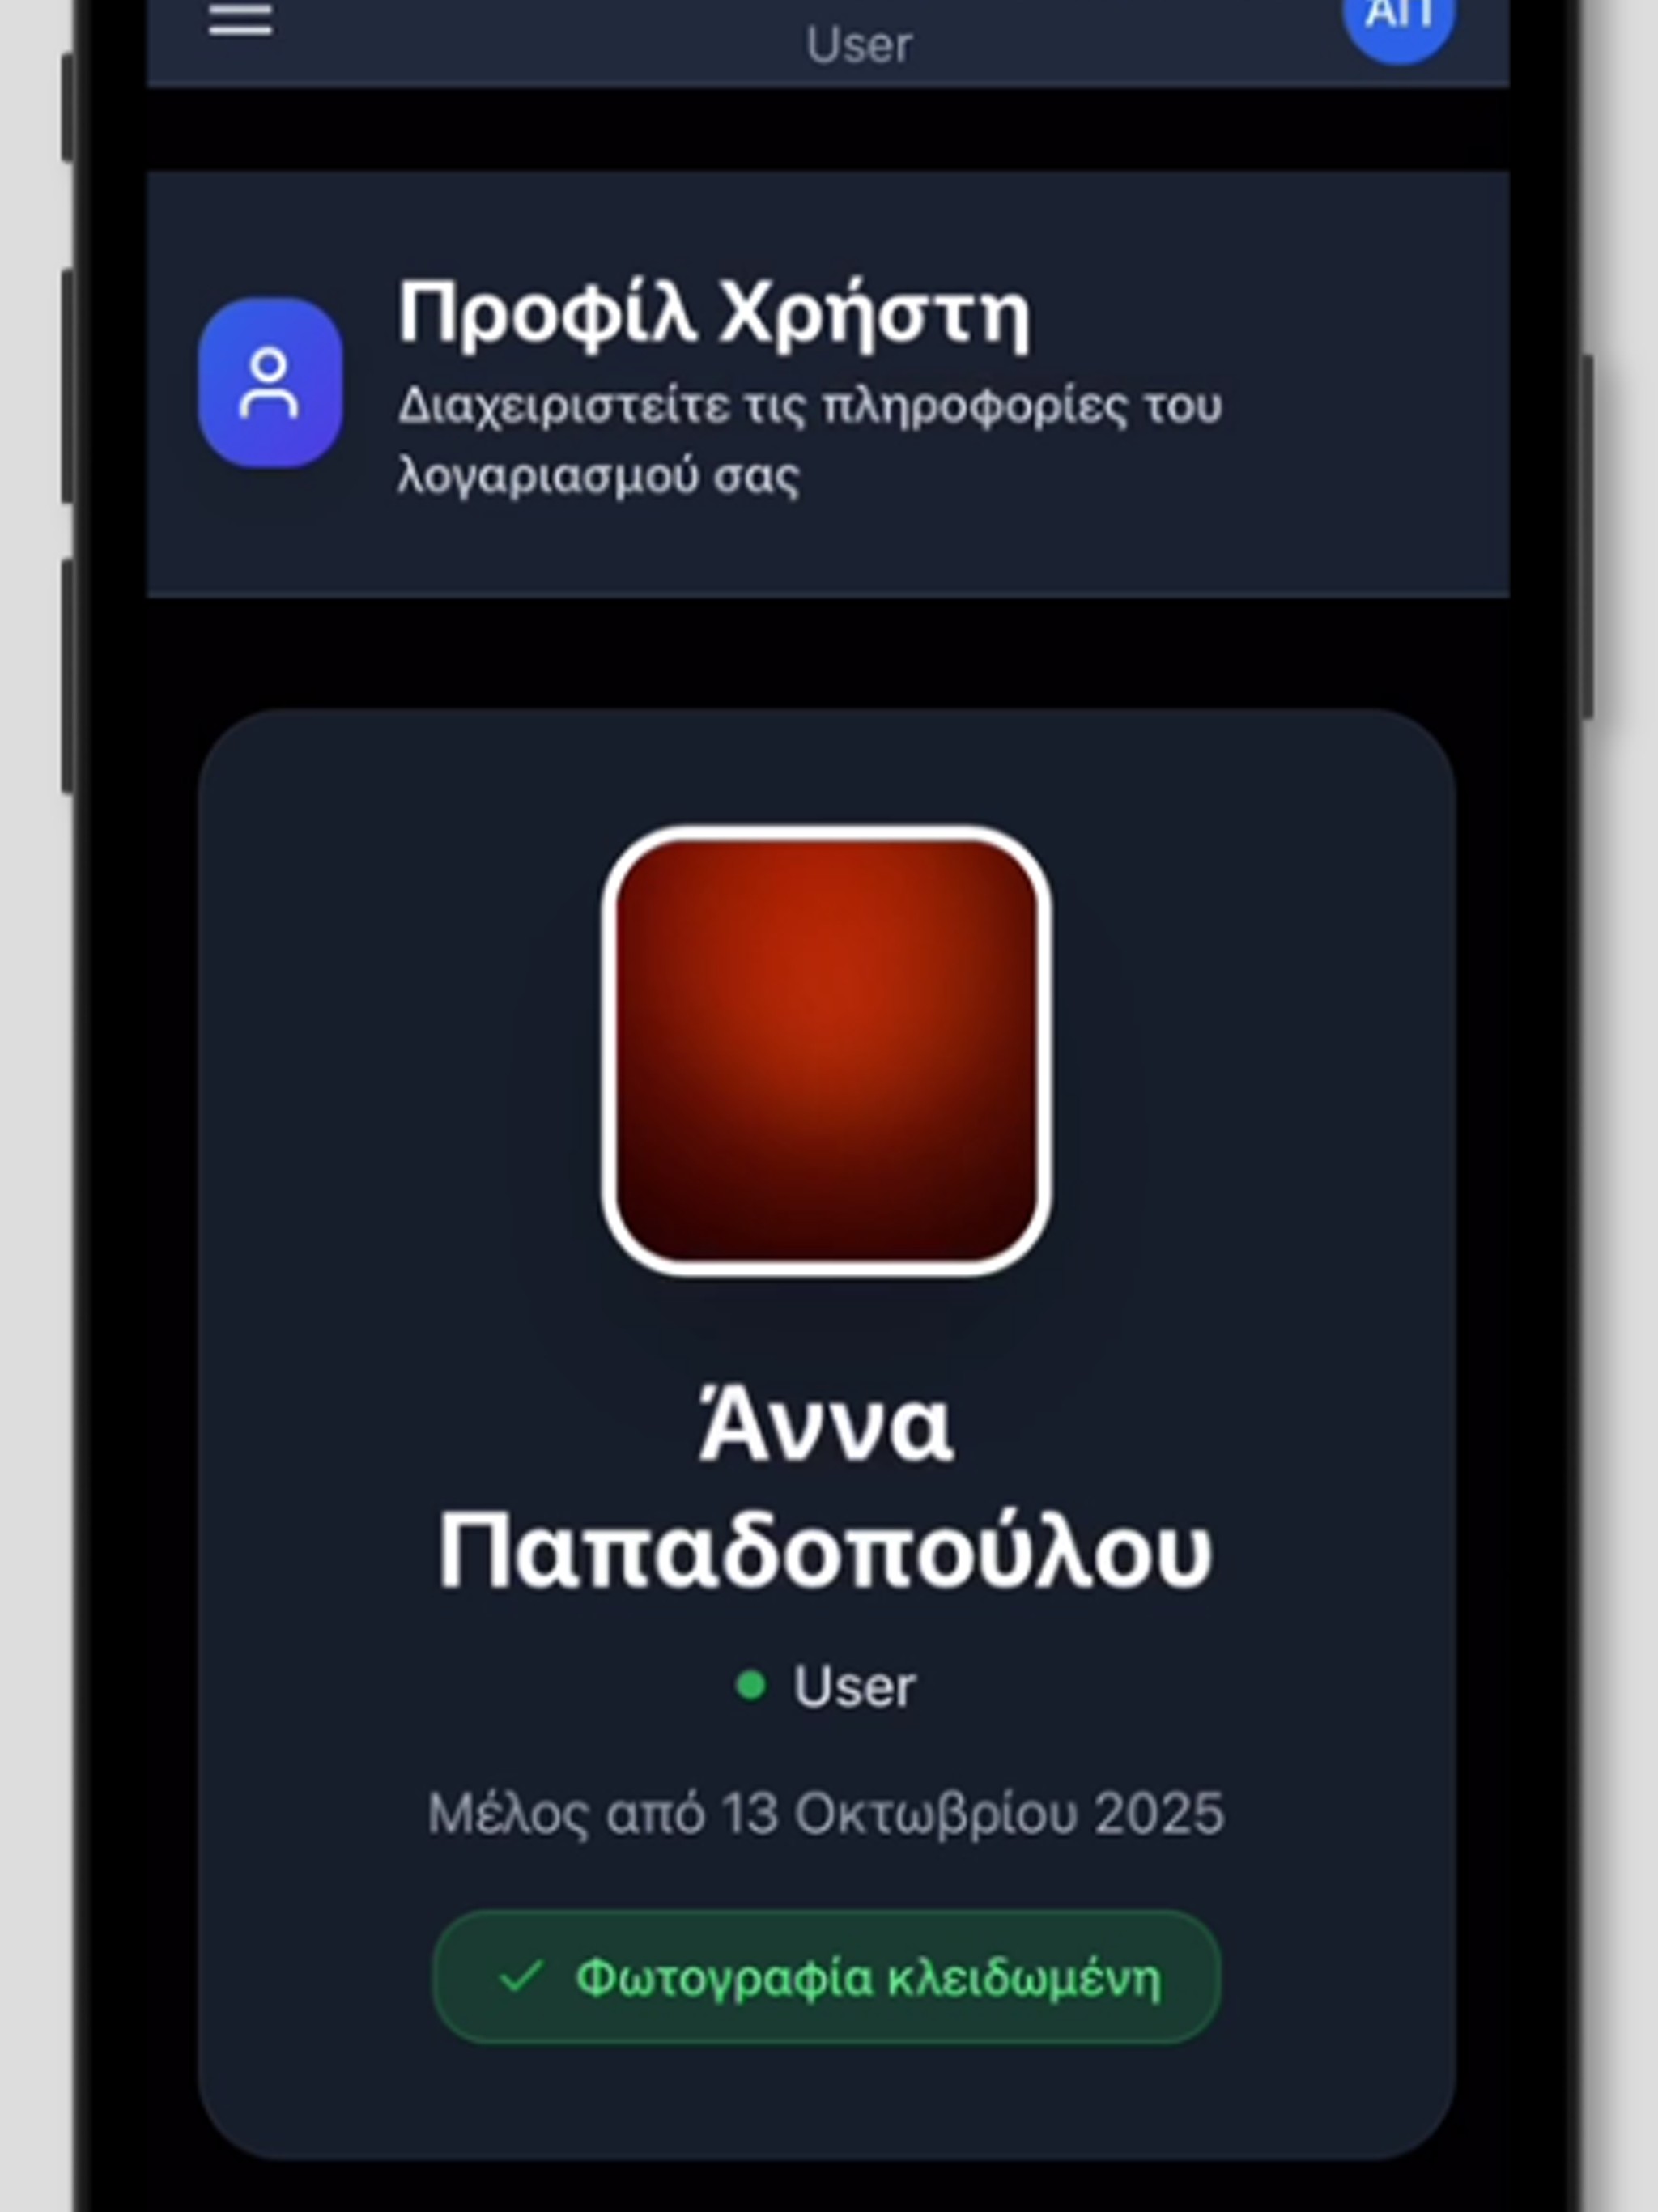 User
ΑΠ
Προφίλ Χρήστη
Διαχειριστείτε τις πληροφορίες του
λογαριασμού σας
Άννα
Παπαδοπούλου
User
Μέλος από 13 Οκτωβρίου 2025
Φωτογραφία κλειδωμένη